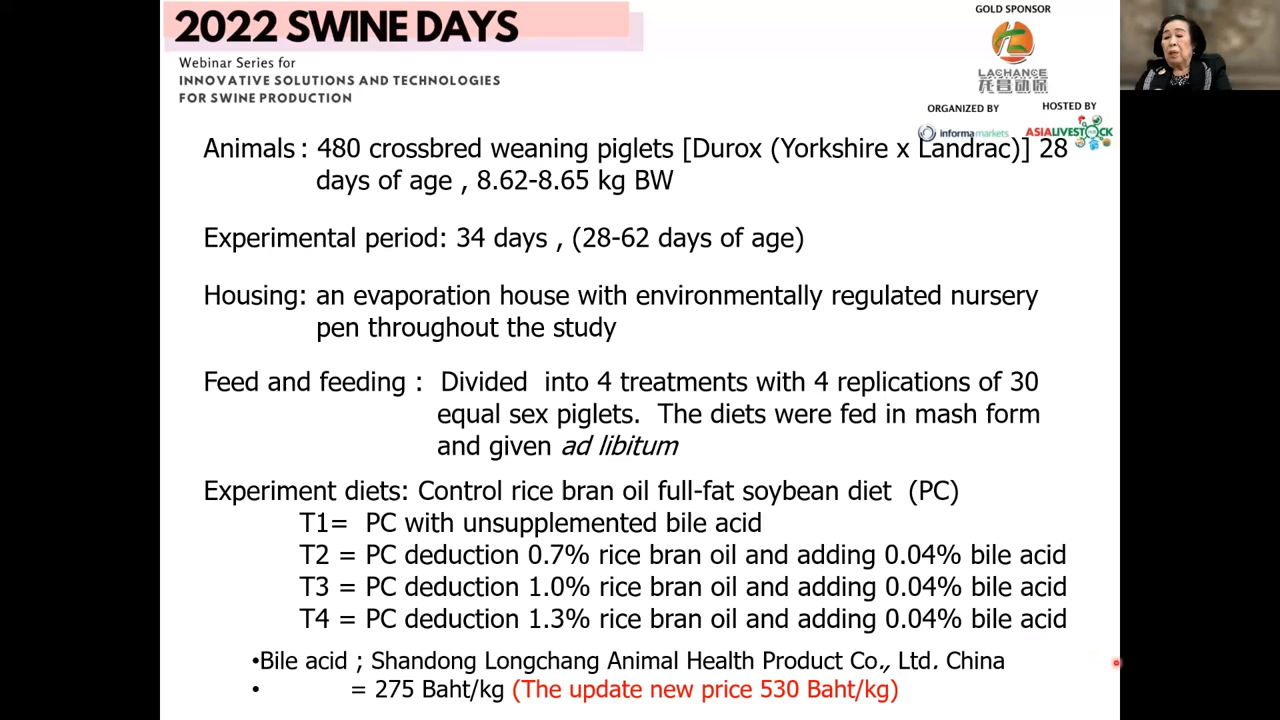 2022 SWINE DAYS
Webinar Series for
INNOVATIVE SOLUTIONS AND TECHNOLOGIES
FOR SWINE PRODUCTION
GOLD SPONSOR
LACHANCE
龙昌动保
ORGANIZED BY
HOSTED BY
informamarkets
ASIALIVESTOCK
Animals : 480 crossbred weaning piglets [Durox (Yorkshire x Landrac)] 28
days of age , 8.62-8.65 kg BW
Experimental period: 34 days , (28-62 days of age)
Housing: an evaporation house with environmentally regulated nursery
pen throughout the study
Feed and feeding : Divided into 4 treatments with 4 replications of 30
equal sex piglets. The diets were fed in mash form
and given ad libitum
Experiment diets: Control rice bran oil full-fat soybean diet (PC)
T1= PC with unsupplemented bile acid
T2 = PC deduction 0.7% rice bran oil and adding 0.04% bile acid
T3 = PC deduction 1.0% rice bran oil and adding 0.04% bile acid
T4 = PC deduction 1.3% rice bran oil and adding 0.04% bile acid
•Bile acid ; Shandong Longchang Animal Health Product Co., Ltd. China
• = 275 Baht/kg (The update new price 530 Baht/kg)